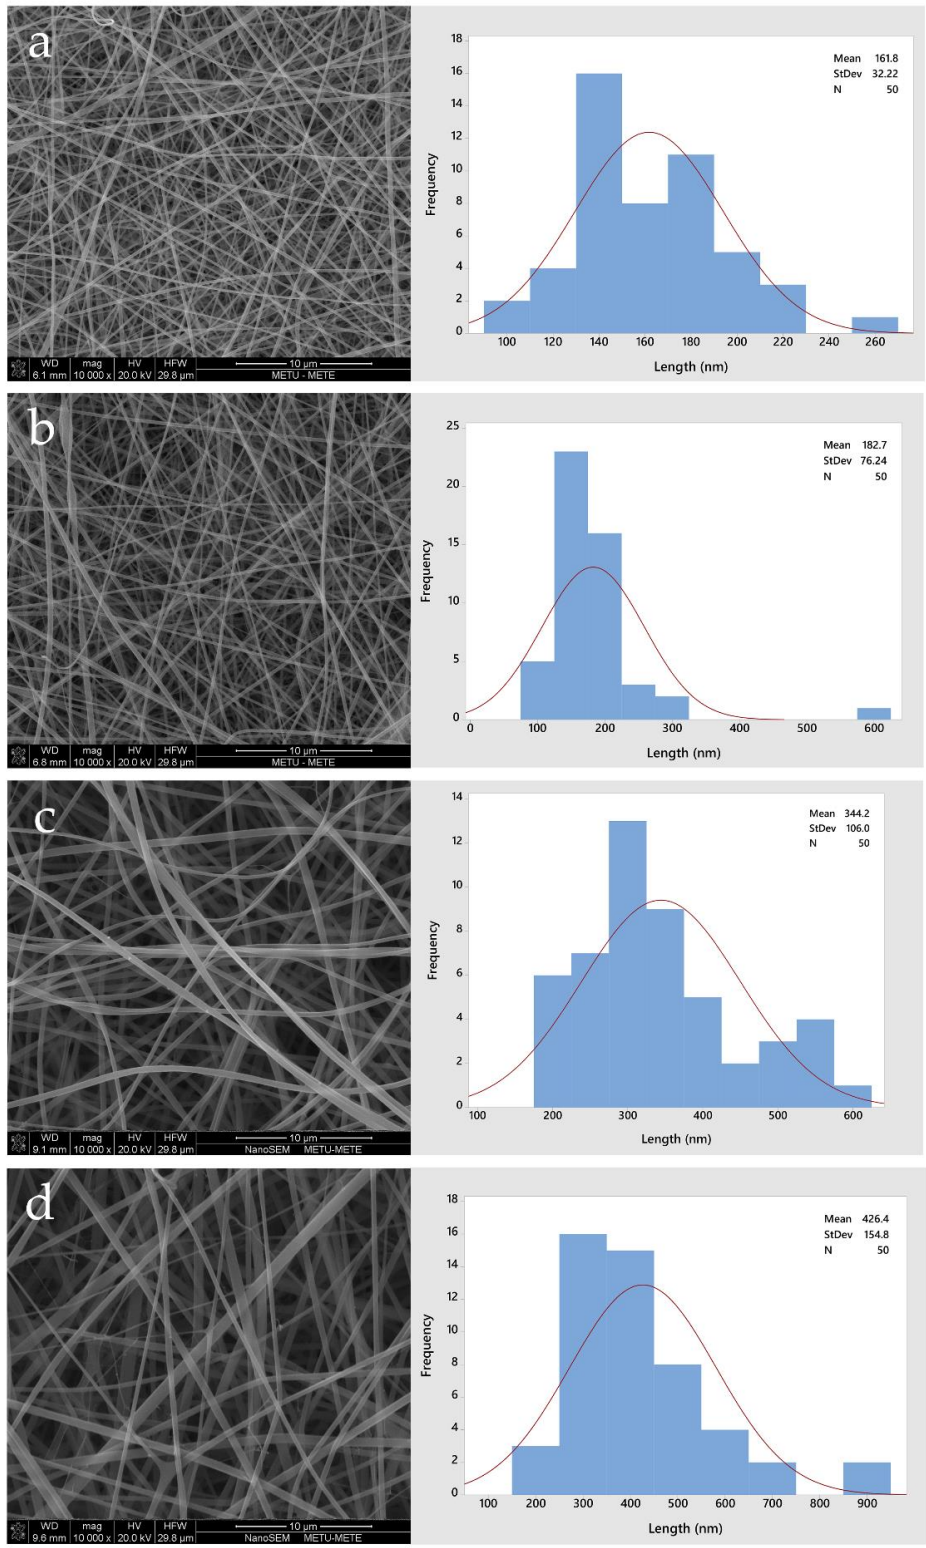 a
WD mag HV HFW 10 µm
6.1 mm 10 000 x 20.0 kV 29.8 µm METU - METE
18
16
14
12
10
8
6
4
2
0
Frequency
Mean 161.8
StDev 32.22
N 50
100 120 140 160 180 200 220 240 260
Length (nm)
b
WD mag HV HFW 10 µm
6.8 mm 10 000 x 20.0 kV 29.8 µm METU - METE
25
20
15
10
5
0
Frequency
Mean 182.7
StDev 76.24
N 50
0 100 200 300 400 500 600
Length (nm)
c
WD mag HV HFW 10 µm
9.1 mm 10 000 x 20.0 kV 29.8 µm NanoSEM METU-METE
14
12
10
8
6
4
2
0
Frequency
Mean 344.2
StDev 106.0
N 50
100 200 300 400 500 600
Length (nm)
d
WD mag HV HFW 10 µm
9.6 mm 10 000 x 20.0 kV 29.8 µm NanoSEM METU-METE
18
16
14
12
10
8
6
4
2
0
Frequency
Mean 426.4
StDev 154.8
N 50
100 200 300 400 500 600 700 800 900
Length (nm)